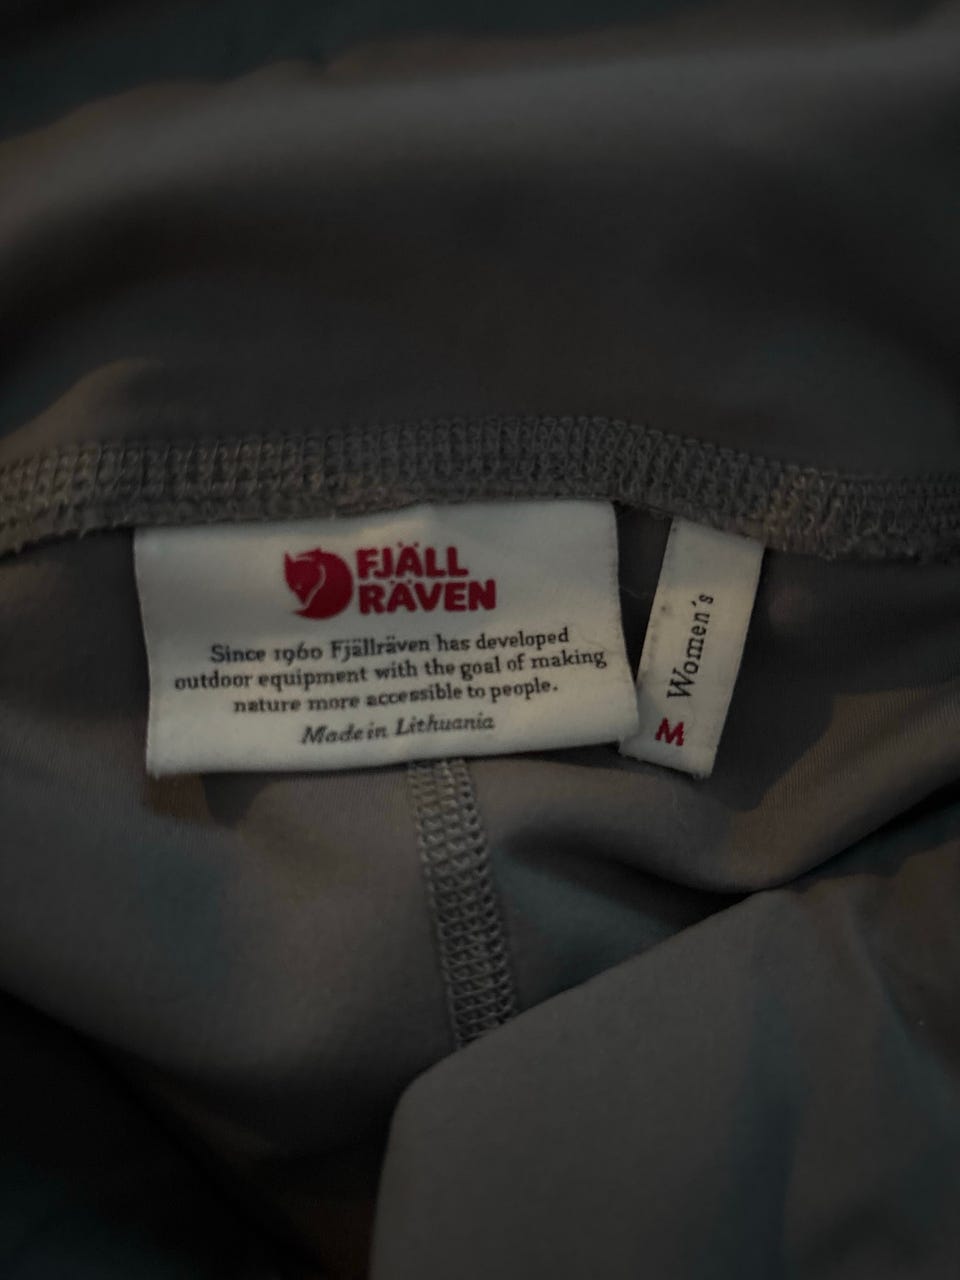 FJÄLL
RÄVEN
Since 1960 Fjällräven has developed
outdoor equipment with the goal of making
nature more accessible to people.
Made in Lithuania
Women's
M